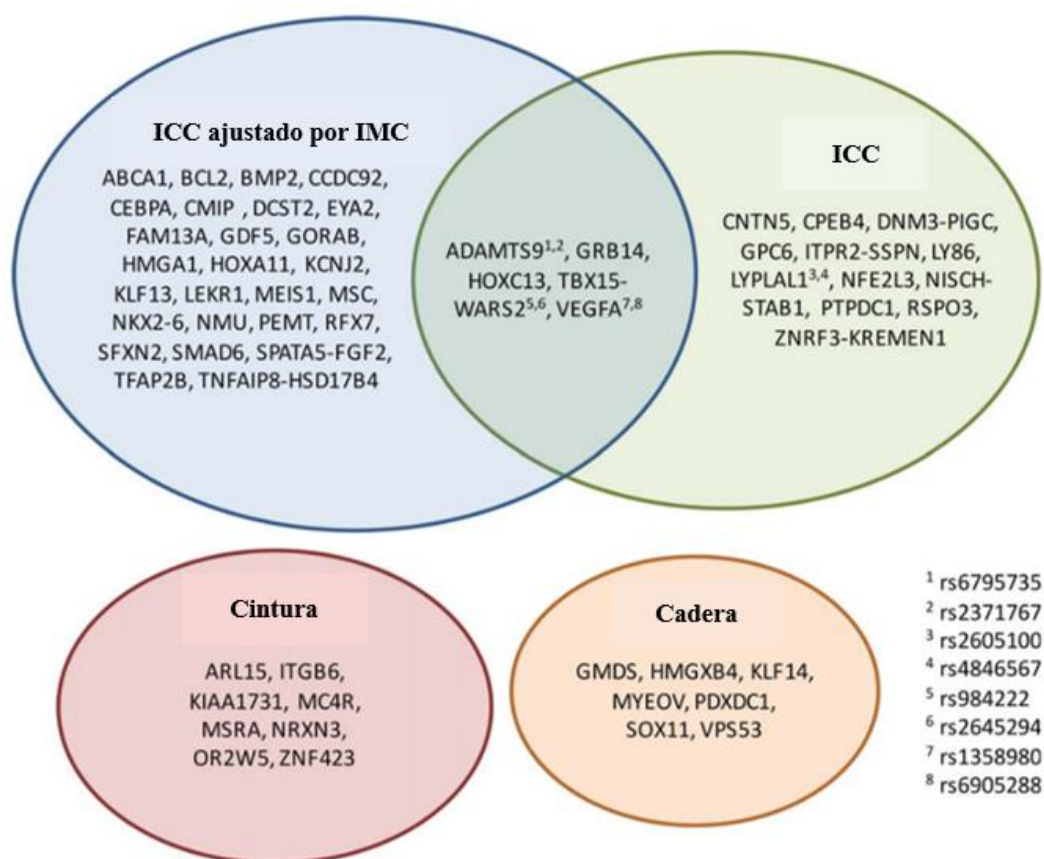 ICC ajustado por IMC
ABCA1, BCL2, BMP2, CCDC92,
CEBPA, CMIP , DCST2, EYA2,
FAM13A, GDF5, GORAB,
HMGA1, HOXA11, KCNJ2,
KLF13, LEKR1, MEIS1, MSC,
NKX2-6, NMU, PEMT, RFX7,
SFXN2, SMAD6, SPATA5-FGF2,
TFAP2B, TNFAIP8-HSD17B4
ADAMTS9¹,², GRB14,
HOXC13, TBX15-
WARS2⁵,⁶, VEGFA⁷,⁸
ICC
CNTN5, CPEB4, DNM3-PIGC,
GPC6, ITPR2-SSPN, LY86,
LYPLAL1³,⁴, NFE2L3, NISCH-
STAB1, PTPDC1, RSPO3,
ZNRF3-KREMEN1
Cintura
ARL15, ITGB6,
KIAA1731, MC4R,
MSRA, NRXN3,
OR2W5, ZNF423
Cadera
GMDS, HMGXB4, KLF14,
MYEOV, PDXDC1,
SOX11, VPS53
¹ rs6795735
² rs2371767
³ rs2605100
⁴ rs4846567
⁵ rs984222
⁶ rs2645294
⁷ rs1358980
⁸ rs6905288